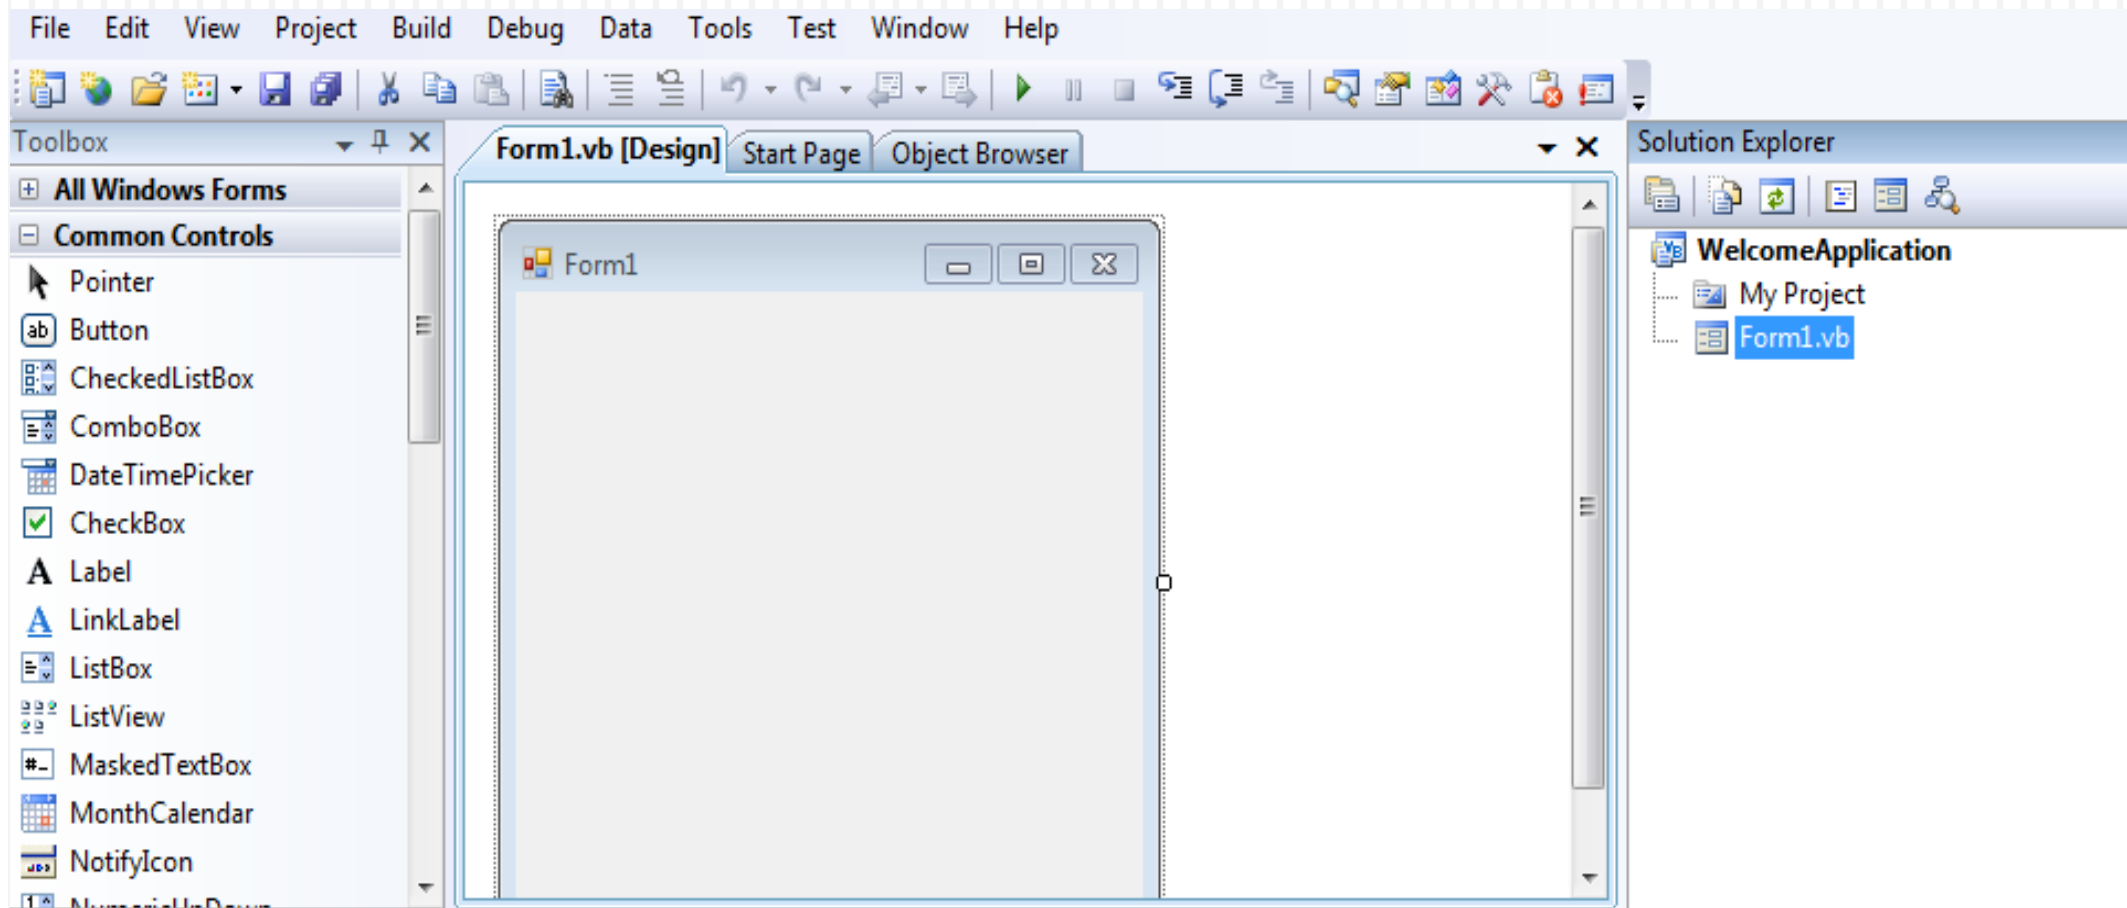 File Edit View Project Build Debug Data Tools Test Window Help
Toolbox
All Windows Forms
Common Controls
Pointer
Button
CheckedListBox
ComboBox
DateTimePicker
CheckBox
Label
LinkLabel
ListBox
ListView
MaskedTextBox
MonthCalendar
NotifyIcon
NumericUpDown
Form1.vb [Design] Start Page Object Browser
Form1
Solution Explorer
WelcomeApplication
My Project
Form1.vb